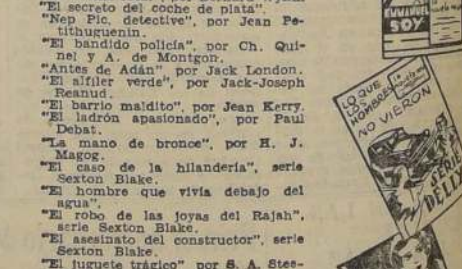 "El secreto del coche de plata".
"Nep Pic, detective", por Jean Pe-
tithuguenin.
"El bandido policía", por Ch. Qui-
nel y A. de Montgon.
"Antes de Adán" por Jack London.
"El alfiler verde", por Jack-Joseph
Reanud.
"El barrio maldito", por Jean Kerry.
"El ladrón apasionado", por Paul
Debat.
"La mano de bronce", por H. J.
Magog.
"El caso de la hilandería", serie
Sexton Blake.
"El hombre que vivía debajo del
agua",
"El robo de las joyas del Rajah",
serie Sexton Blake.
"El asesinato del constructor", serie
Sexton Blake.
"El juguete trágico" por S. A. Stee-
EMMANUEL
SOY
LO QUE
LOS
HOMBRES
NO VIERON
SERIE
DELLY